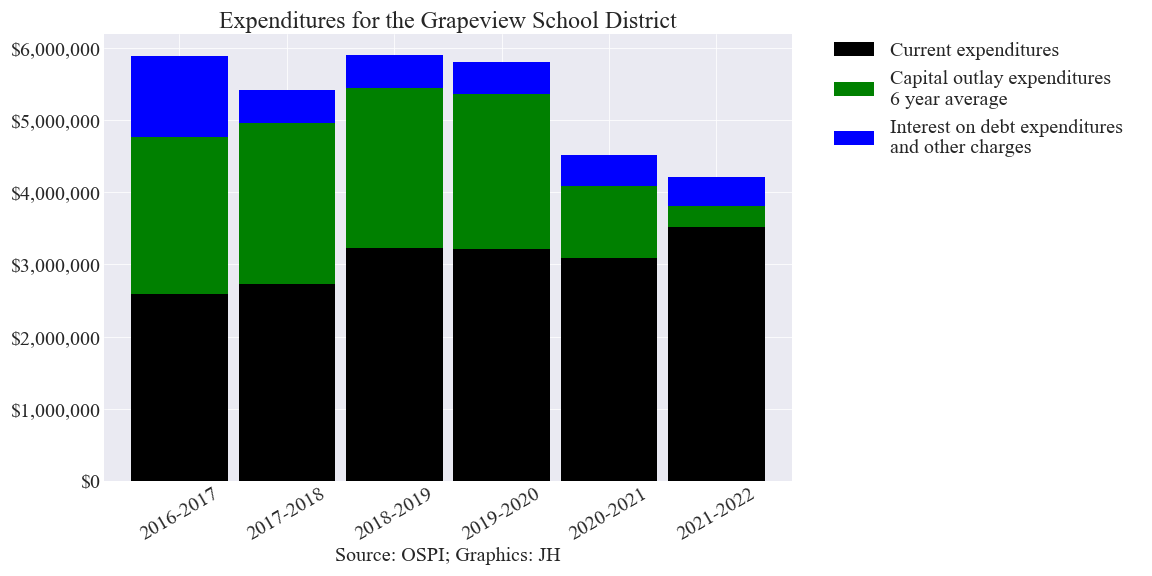 Expenditures for the Grapeview School District
$6,000,000
$5,000,000
$4,000,000
$3,000,000
$2,000,000
$1,000,000
$0
2016-2017
2017-2018
2018-2019
2019-2020
2020-2021
2021-2022
Source: OSPI; Graphics: JH
Current expenditures
Capital outlay expenditures
6 year average
Interest on debt expenditures
and other charges